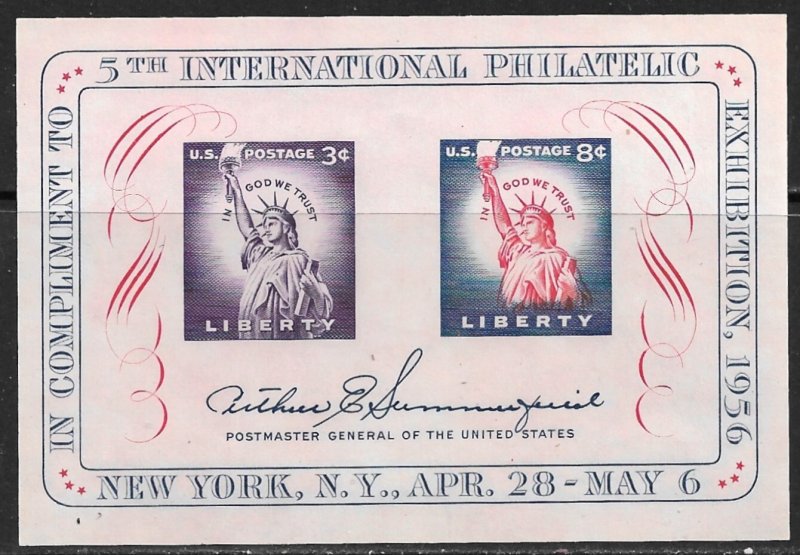 IN COMPLIMENT TO
5TH INTERNATIONAL PHILATELIC
EXHIBITION, 1956
U.S. POSTAGE 3¢
IN GOD WE TRUST
LIBERTY
U.S. POSTAGE 8¢
IN GOD WE TRUST
LIBERTY
Arthur E Summerfield
POSTMASTER GENERAL OF THE UNITED STATES
NEW YORK, N.Y., APR. 28 - MAY 6